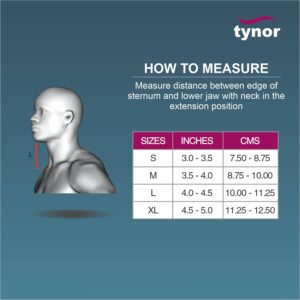 tynor
HOW TO MEASURE
Measure distance between edge of
sternum and lower jaw with neck in the
extension position
L
SIZES INCHES CMS
S 3.0 - 3.5 7.50 - 8.75
M 3.5 - 4.0 8.75 - 10.00
L 4.0 - 4.5 10.00 - 11.25
XL 4.5 - 5.0 11.25 - 12.50